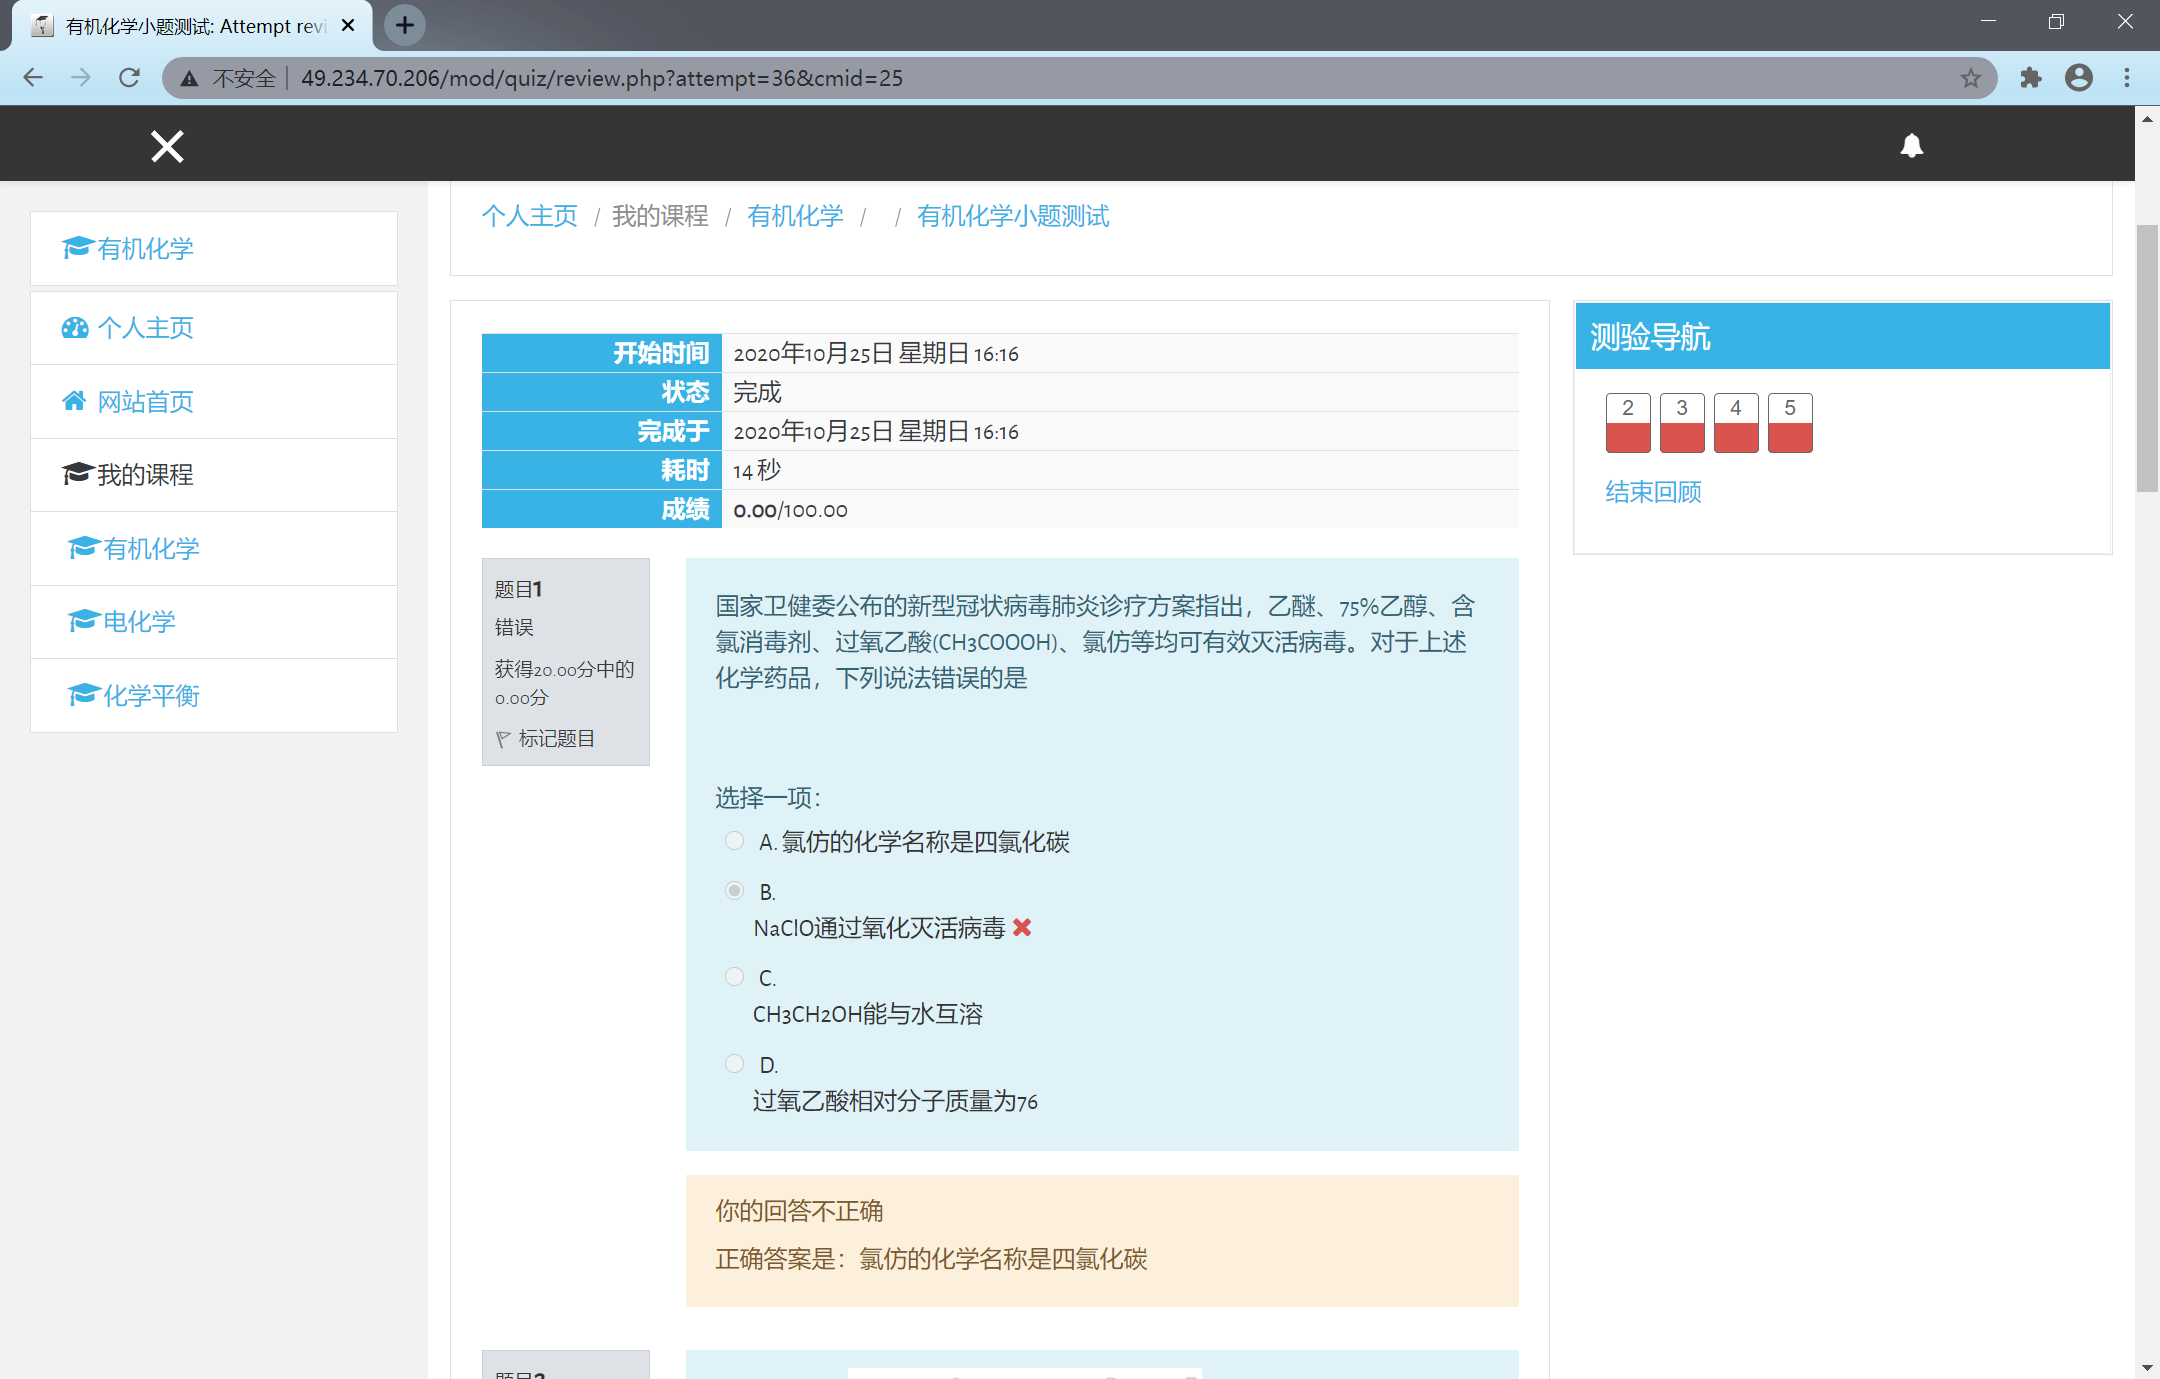 有机化学小题测试: Attempt revi
不安全 49.234.70.206/mod/quiz/review.php?attempt=36&cmid=25
个人主页 / 我的课程 / 有机化学 / / 有机化学小题测试
有机化学
个人主页
网站首页
我的课程
有机化学
电化学
化学平衡
开始时间 2020年10月25日 星期日 16:16
状态 完成
完成于 2020年10月25日 星期日 16:16
耗时 14 秒
成绩 0.00/100.00
题目1
错误
获得20.00分中的
0.00分
标记题目
国家卫健委公布的新型冠状病毒肺炎诊疗方案指出，乙醚、75%乙醇、含
氯消毒剂、过氧乙酸(CH3COOOH)、氯仿等均可有效灭活病毒。对于上述
化学药品，下列说法错误的是
选择一项：
A. 氯仿的化学名称是四氯化碳
B.
NaClO通过氧化灭活病毒
C.
CH3CH2OH能与水互溶
D.
过氧乙酸相对分子质量为76
你的回答不正确
正确答案是：氯仿的化学名称是四氯化碳
测验导航
2 3 4 5
结束回顾